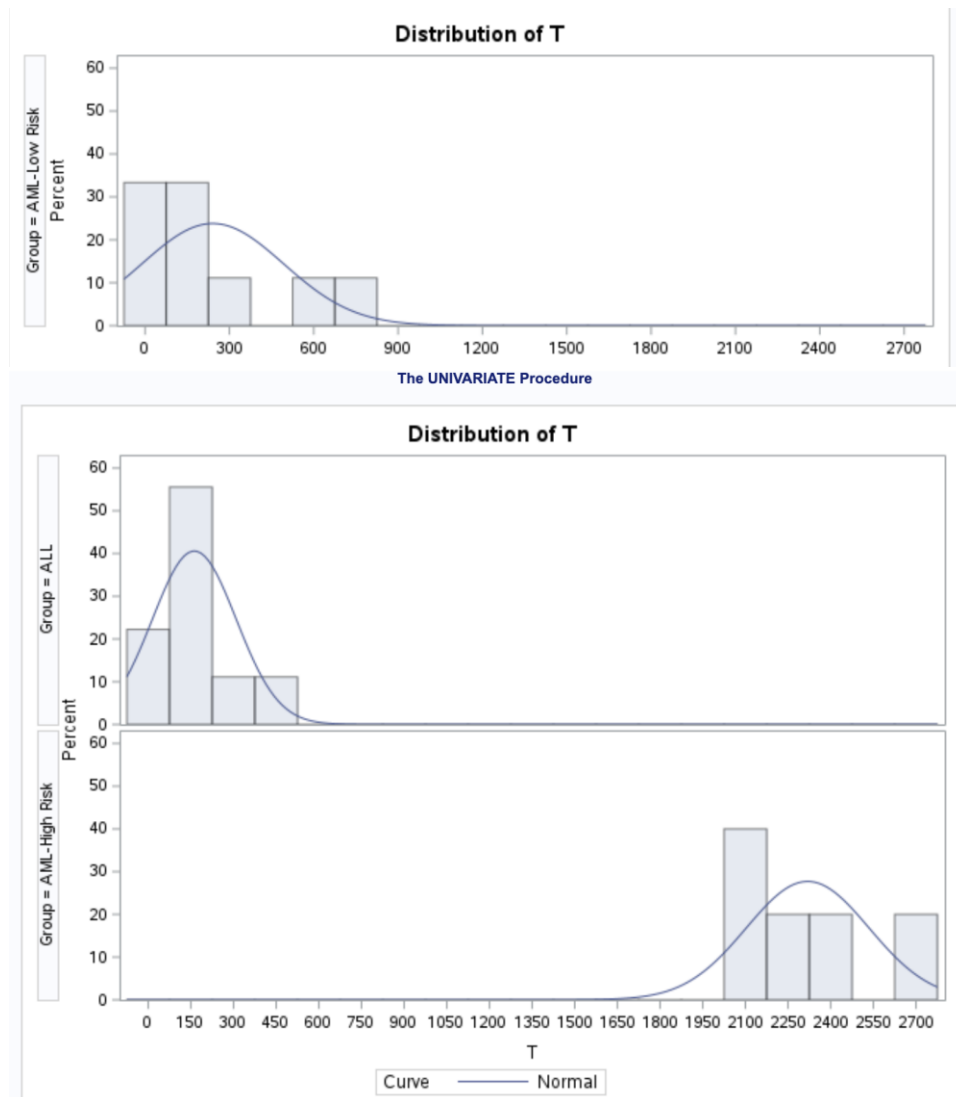 Distribution of T
Group = AML-Low Risk
Percent
60
50
40
30
20
10
0
0 300 600 900 1200 1500 1800 2100 2400 2700
The UNIVARIATE Procedure
Distribution of T
Group = ALL
60
50
40
30
20
10
0
Percent
Group = AML-High Risk
60
50
40
30
20
10
0
0 150 300 450 600 750 900 1050 1200 1350 1500 1650 1800 1950 2100 2250 2400 2550 2700
T
Curve Normal